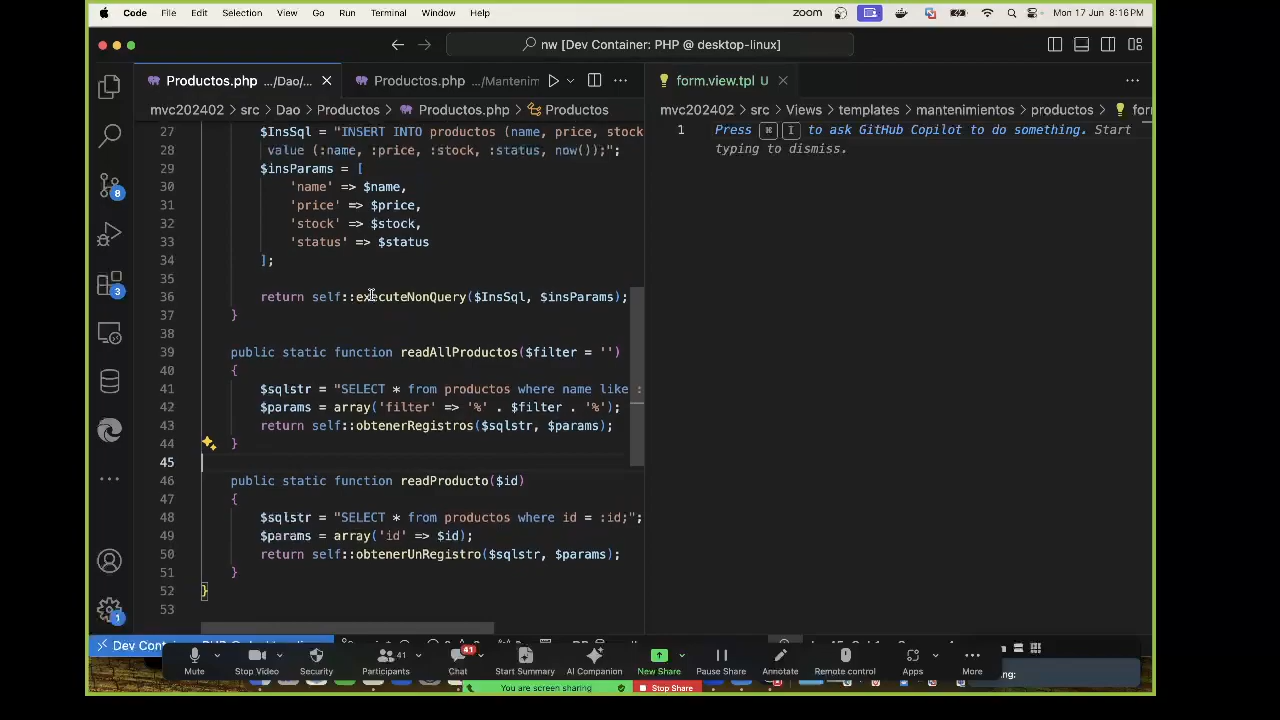 Code File Edit Selection View Go Run Terminal Window Help zoom Mon 17 Jun 8:16 PM
nw [Dev Container: PHP @ desktop-linux]
Productos.php .../Dao/... Productos.php .../Mantenim form.view.tpl U
mvc202402 > src > Dao > Productos > Productos.php > Productos
mvc202402 > src > Views > templates > mantenimientos > productos > for
27 $InsSql = "INSERT INTO productos (name, price, stock
28 value (:name, :price, :stock, :status, now());";
29 $insParams = [
30 'name' => $name,
31 'price' => $price,
32 'stock' => $stock,
33 'status' => $status
34 ];
35
36 return self::executeNonQuery($InsSql, $insParams);
37 }
38
39 public static function readAllProductos($filter = '')
40 {
41 $sqlstr = "SELECT * from productos where name like :
42 $params = array('filter' => '%' . $filter . '%');
43 return self::obtenerRegistros($sqlstr, $params);
44 }
45
46 public static function readProducto($id)
47 {
48 $sqlstr = "SELECT * from productos where id = :id;";
49 $params = array('id' => $id);
50 return self::obtenerUnRegistro($sqlstr, $params);
51 }
52 }
53
1 Press ⌘ I to ask GitHub Copilot to do something. Start
typing to dismiss.
8
3
1
Dev Container
41 41
Mute Stop Video Security Participants Chat Start Summary AI Companion New Share Pause Share Annotate Remote control Apps More
You are screen sharing Stop Share